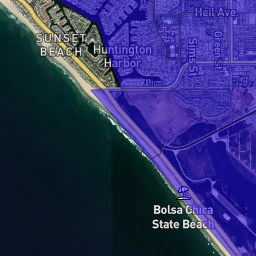 Heil Ave
SUNSET
BEACH
Huntington
Harbor
Sims St
Green St
Bolsa Chica
State Beach